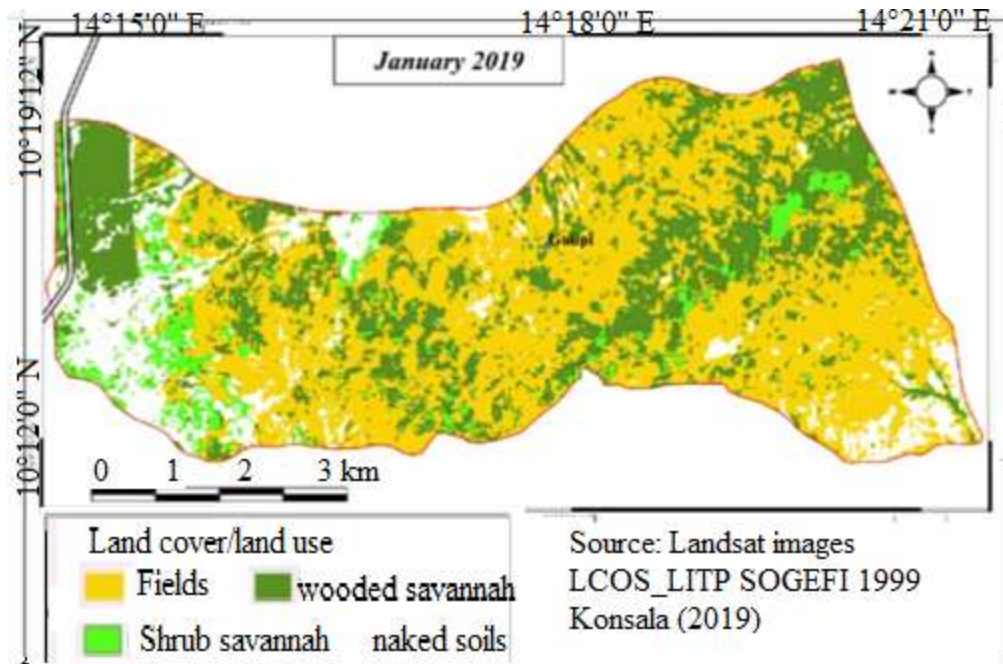 14°15'0" E
14°18'0" E
14°21'0" E
January 2019
10°19'12" N
10°12'0" N
0 1 2 3 km
Land cover/land use
Fields
wooded savannah
Shrub savannah
naked soils
Source: Landsat images
LCOS_LITP SOGEFI 1999
Konsala (2019)